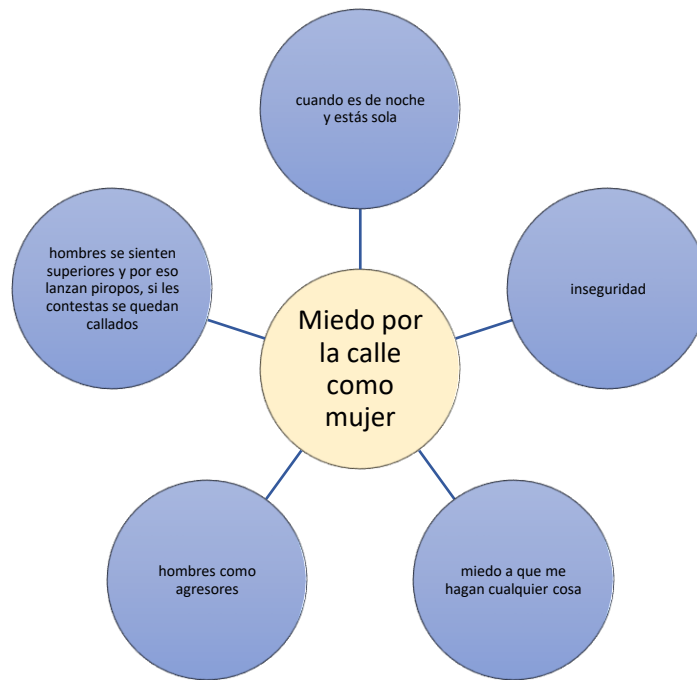 cuando es de noche
y estás sola
hombres se sienten
superiores y por eso
lanzan piropos, si les
contestas se quedan
callados
inseguridad
Miedo por
la calle
como
mujer
hombres como
agresores
miedo a que me
hagan cualquier cosa